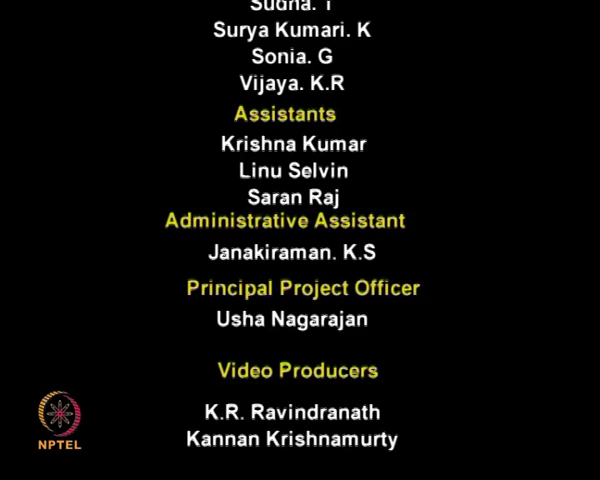 Sudha. T
Surya Kumari. K
Sonia. G
Vijaya. K.R
Assistants
Krishna Kumar
Linu Selvin
Saran Raj
Administrative Assistant
Janakiraman. K.S
Principal Project Officer
Usha Nagarajan
Video Producers
K.R. Ravindranath
Kannan Krishnamurty
NPTEL